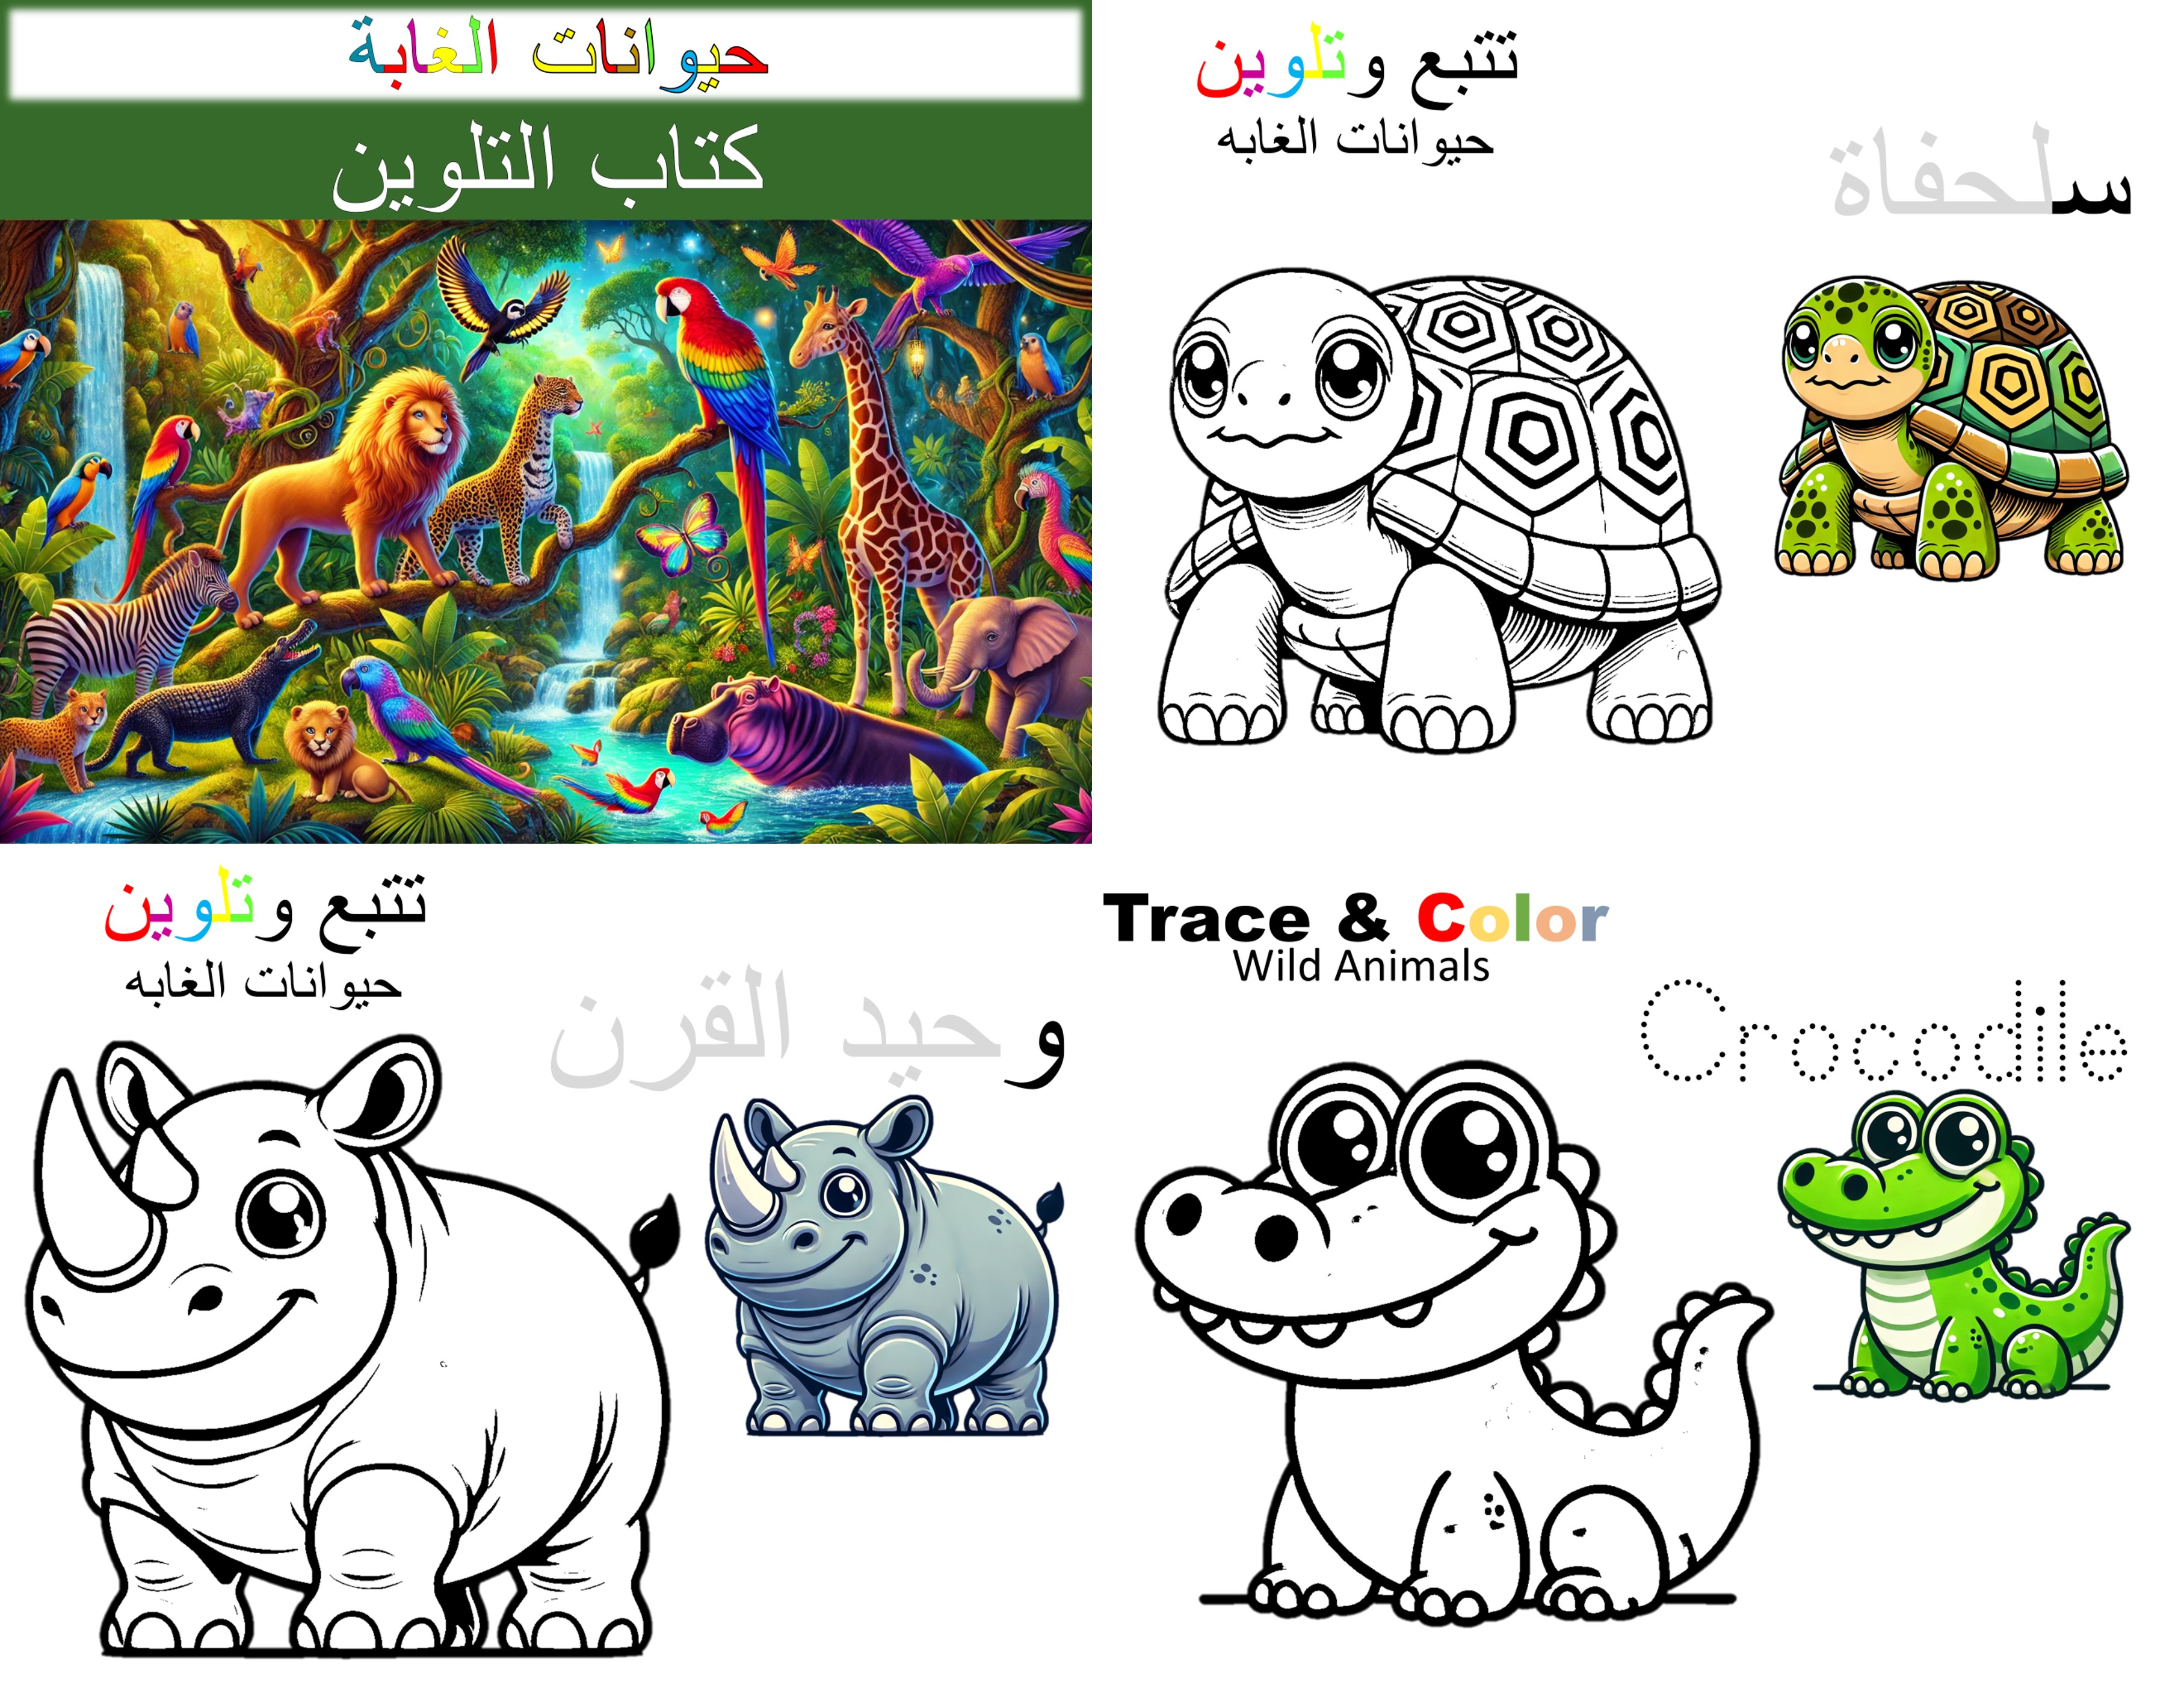 حيوانات الغابة
كتاب التلوين
تتبع وتلوين
حيوانات الغابه
سلحفاة
تتبع وتلوين
حيوانات الغابه
وحيد القرن
Trace & Color
Wild Animals
Crocodile